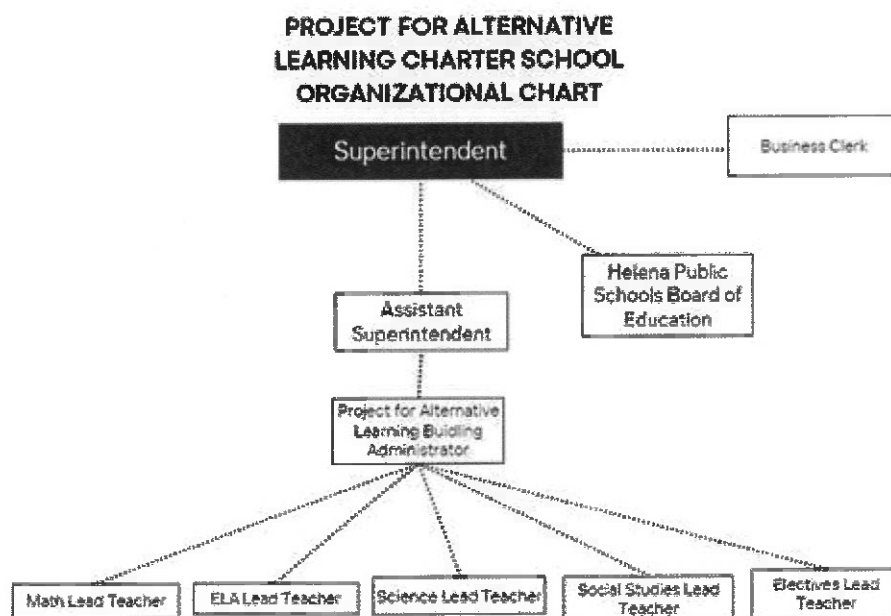 PROJECT FOR ALTERNATIVE
LEARNING CHARTER SCHOOL
ORGANIZATIONAL CHART
Superintendent
Business Clerk
Helena Public
Schools Board of
Education
Assistant
Superintendent
Project for Alternative
Learning Buidling
Administrator
Math Lead Teacher
ELA Lead Teacher
Science Lead Teacher
Social Studies Lead
Teacher
Electives Lead
Teacher